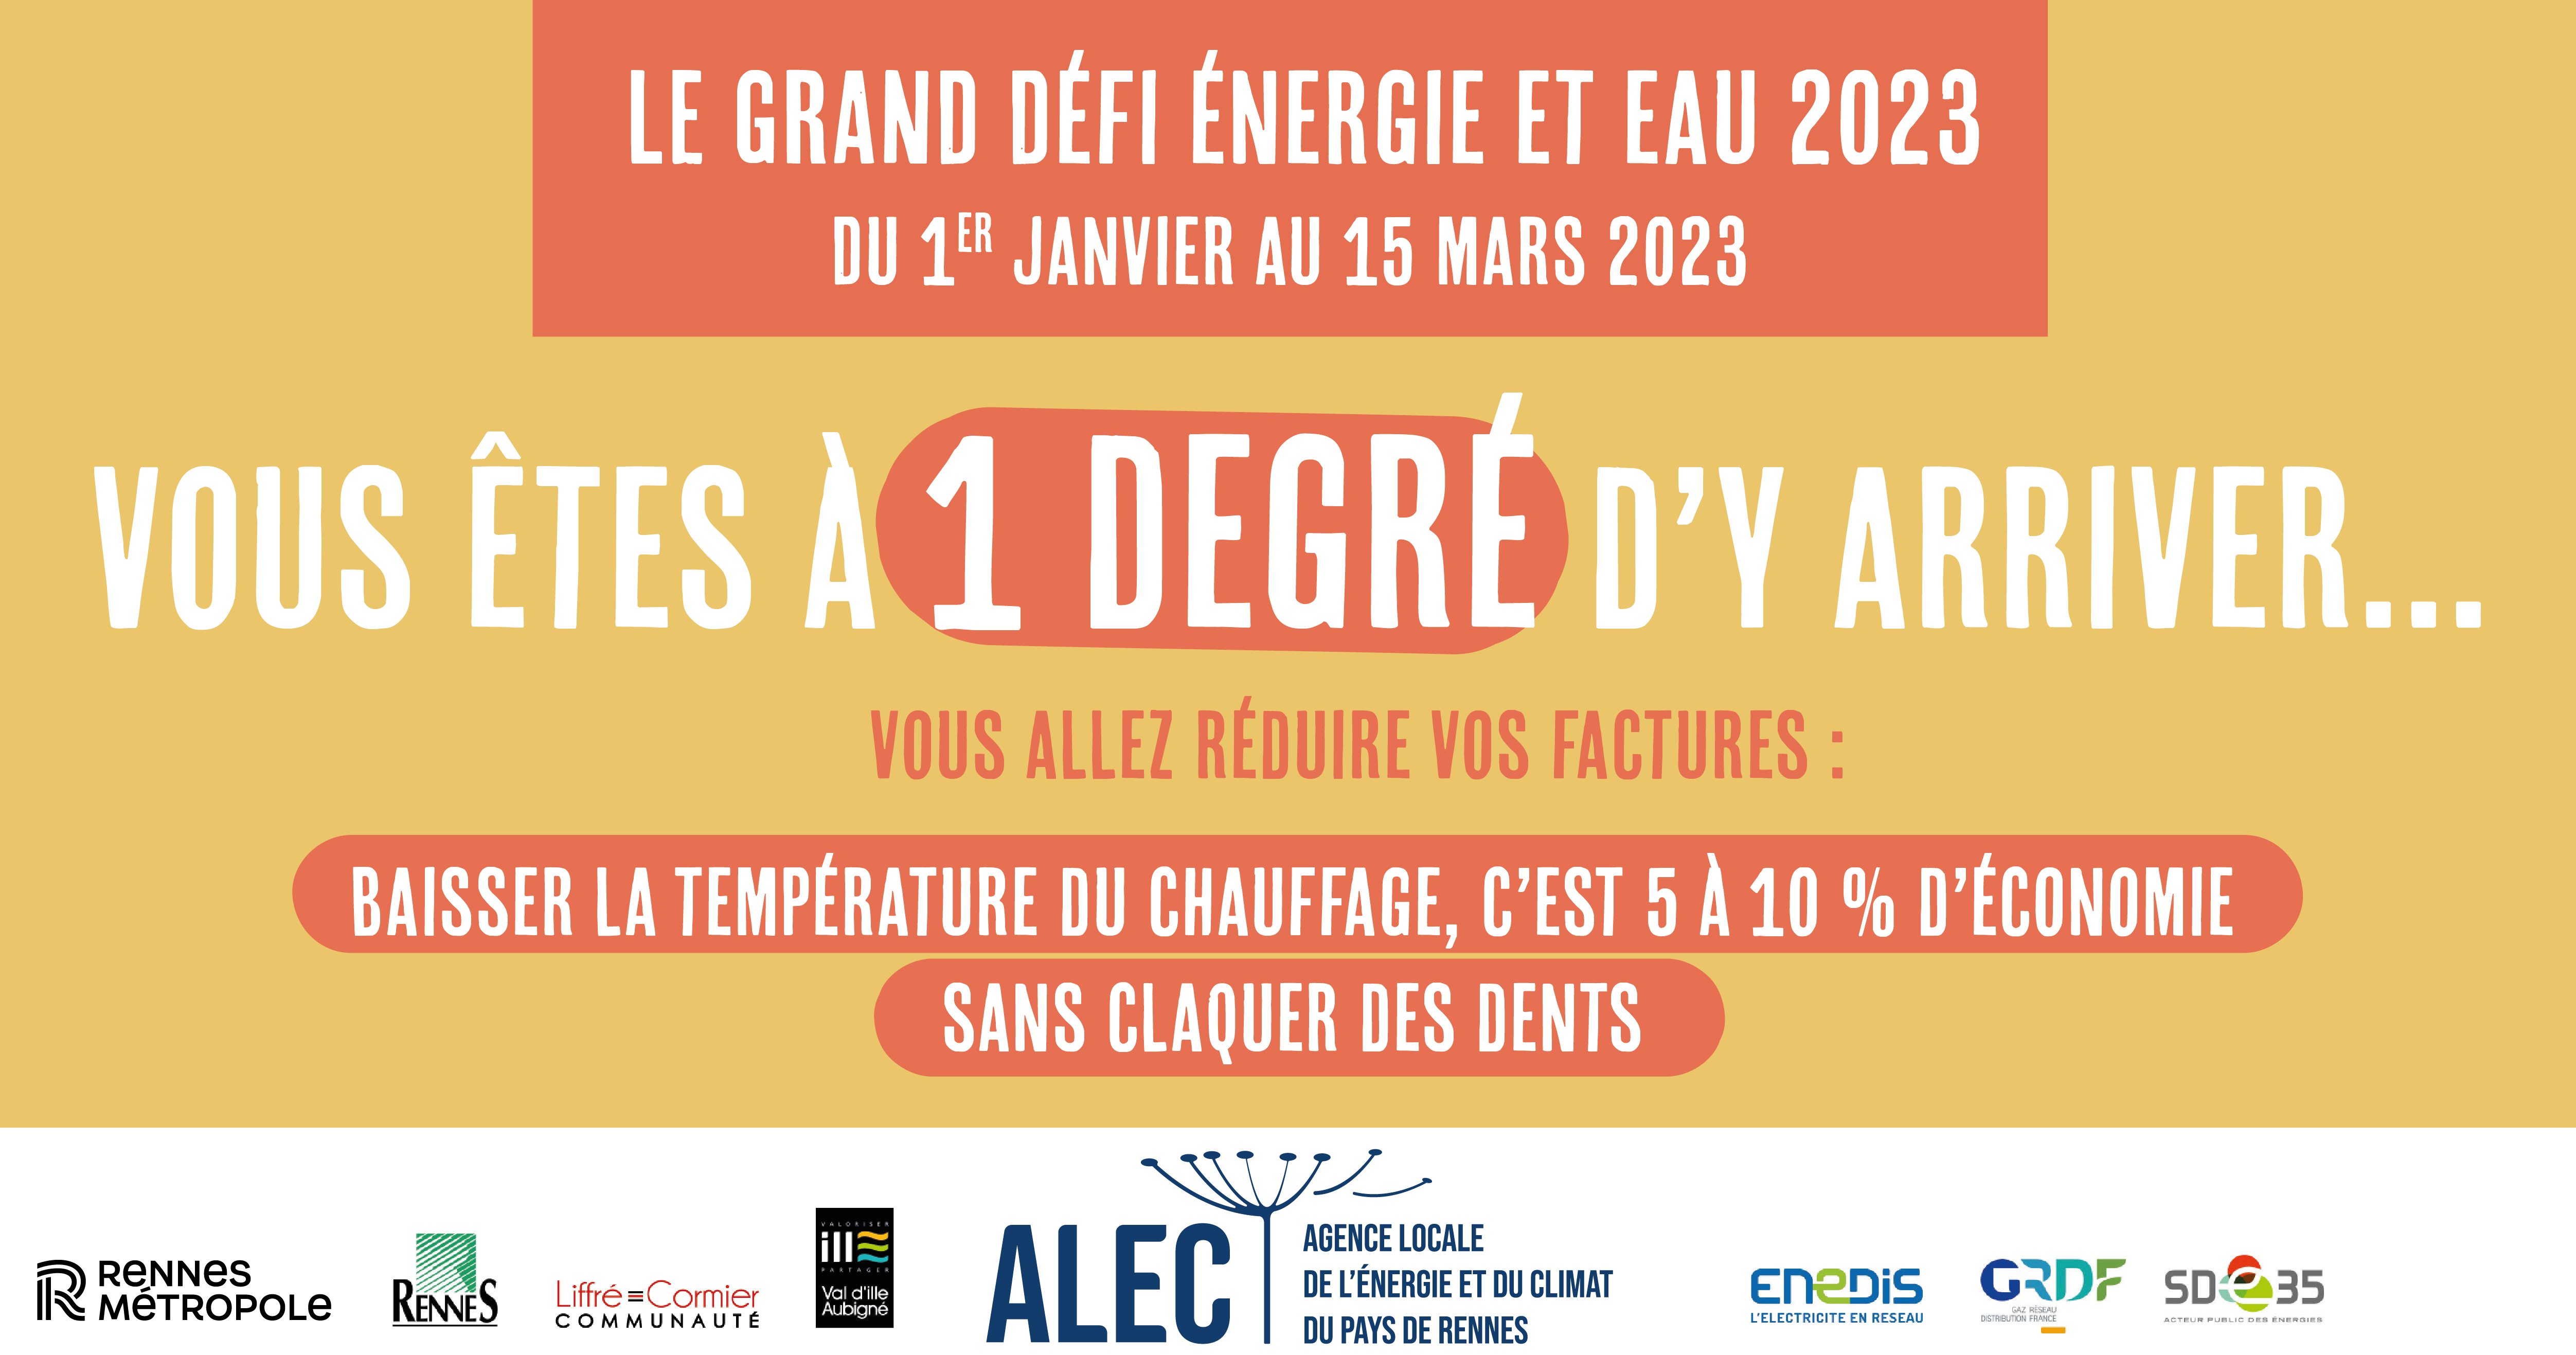 LE GRAND DÉFI ÉNERGIE ET EAU 2023
DU 1ER JANVIER AU 15 MARS 2023
VOUS ÊTES À 1 DEGRÉ D’Y ARRIVER...
VOUS ALLEZ RÉDUIRE VOS FACTURES :
BAISSER LA TEMPÉRATURE DU CHAUFFAGE, C’EST 5 À 10 % D’ÉCONOMIE
SANS CLAQUER DES DENTS
RENNES
MÉTROPOLE
RENNES
Liffré Cormier
COMMUNAUTÉ
VALORISER
ille
PARTAGER
Val d'ille
Aubigné
ALEC
AGENCE LOCALE
DE L’ÉNERGIE ET DU CLIMAT
DU PAYS DE RENNES
ENEDIS
L'ELECTRICITE EN RESEAU
GRDF
GAZ RÉSEAU
DISTRIBUTION FRANCE
SDe35
ACTEUR PUBLIC DES ÉNERGIES